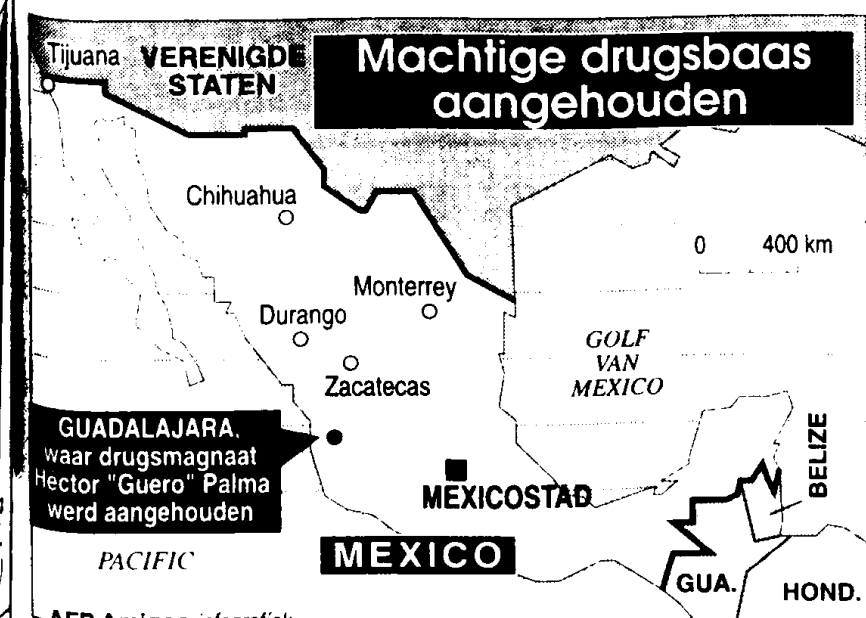 Machtige drugsbaas
aangehouden
Tijuana
VERENIGDE
STATEN
Chihuahua
0 400 km
Monterrey
Durango
Zacatecas
GOLF
VAN
MEXICO
GUADALAJARA,
waar drugsmagnaat
Hector "Guero" Palma
werd aangehouden
MEXICOSTAD
BELIZE
PACIFIC
MEXICO
GUA.
HOND.